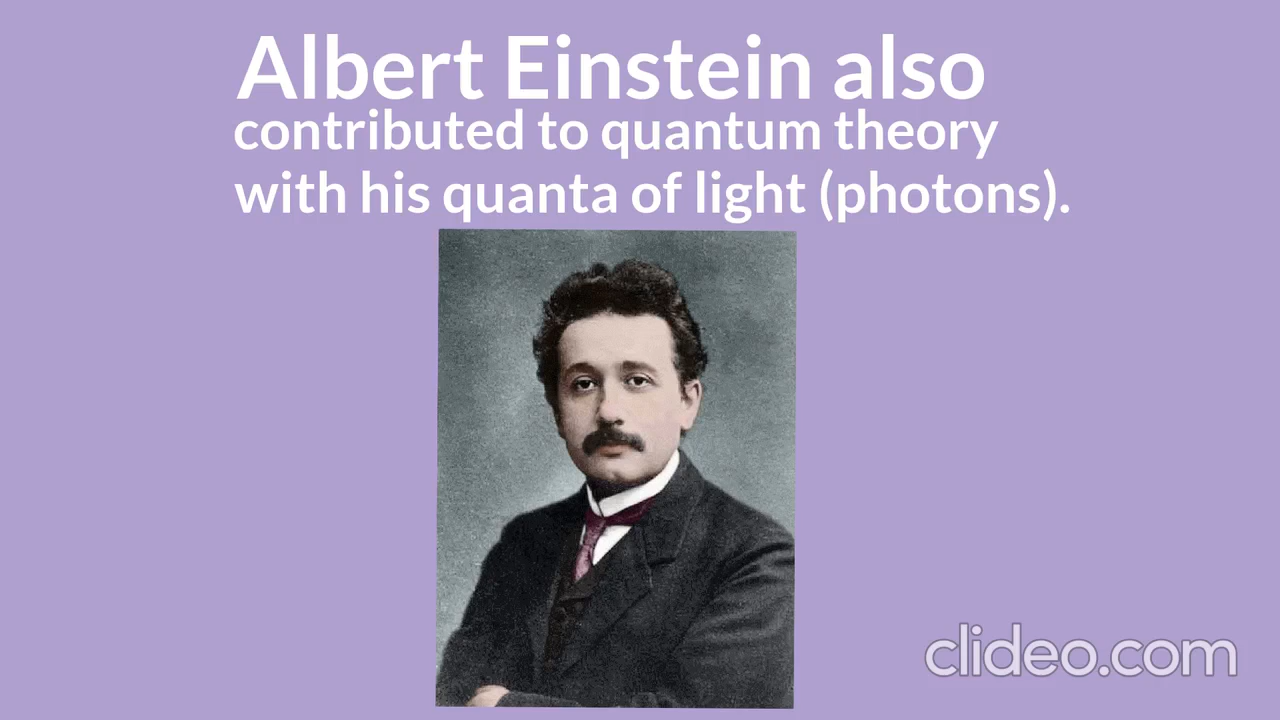 Albert Einstein also
contributed to quantum theory
with his quanta of light (photons).
clideo.com